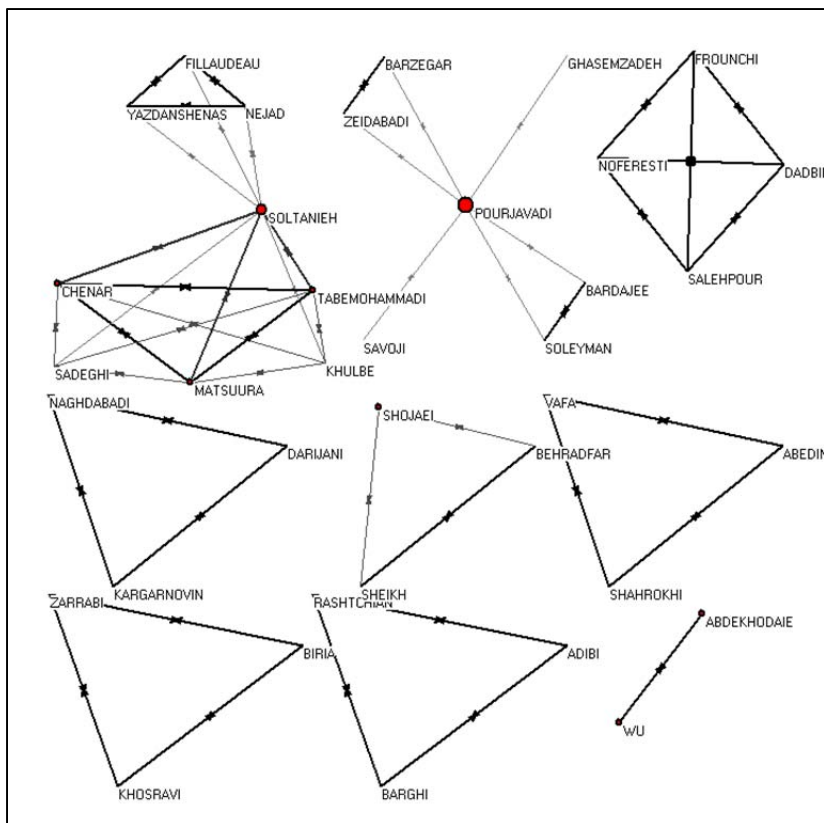 FILLAUDEAU
YAZDANSHENAS
NEJAD
SOLTANIEH
CHENAR
TABEMOHAMMADI
SADEGHI
MATSUURA
KHULBE
BARZEGAR
ZEIDABADI
GHASEMZADEH
POURJAVADI
BARDAJEE
SAVOJI
SOLEYMAN
FROUNCHI
NOFERESTI
SALEHPOUR
NAGHDABADI
DARIJANI
KARGARNOVIN
SHOJAEI
BEHRADFAR
SHEIKH
VAFA
ABEDIN
SHAHROKHI
ZARRABI
BIRIA
KHOSRAVI
RASHTCHIAN
ADIBI
BARGHI
ABDEKHODAIE
WU